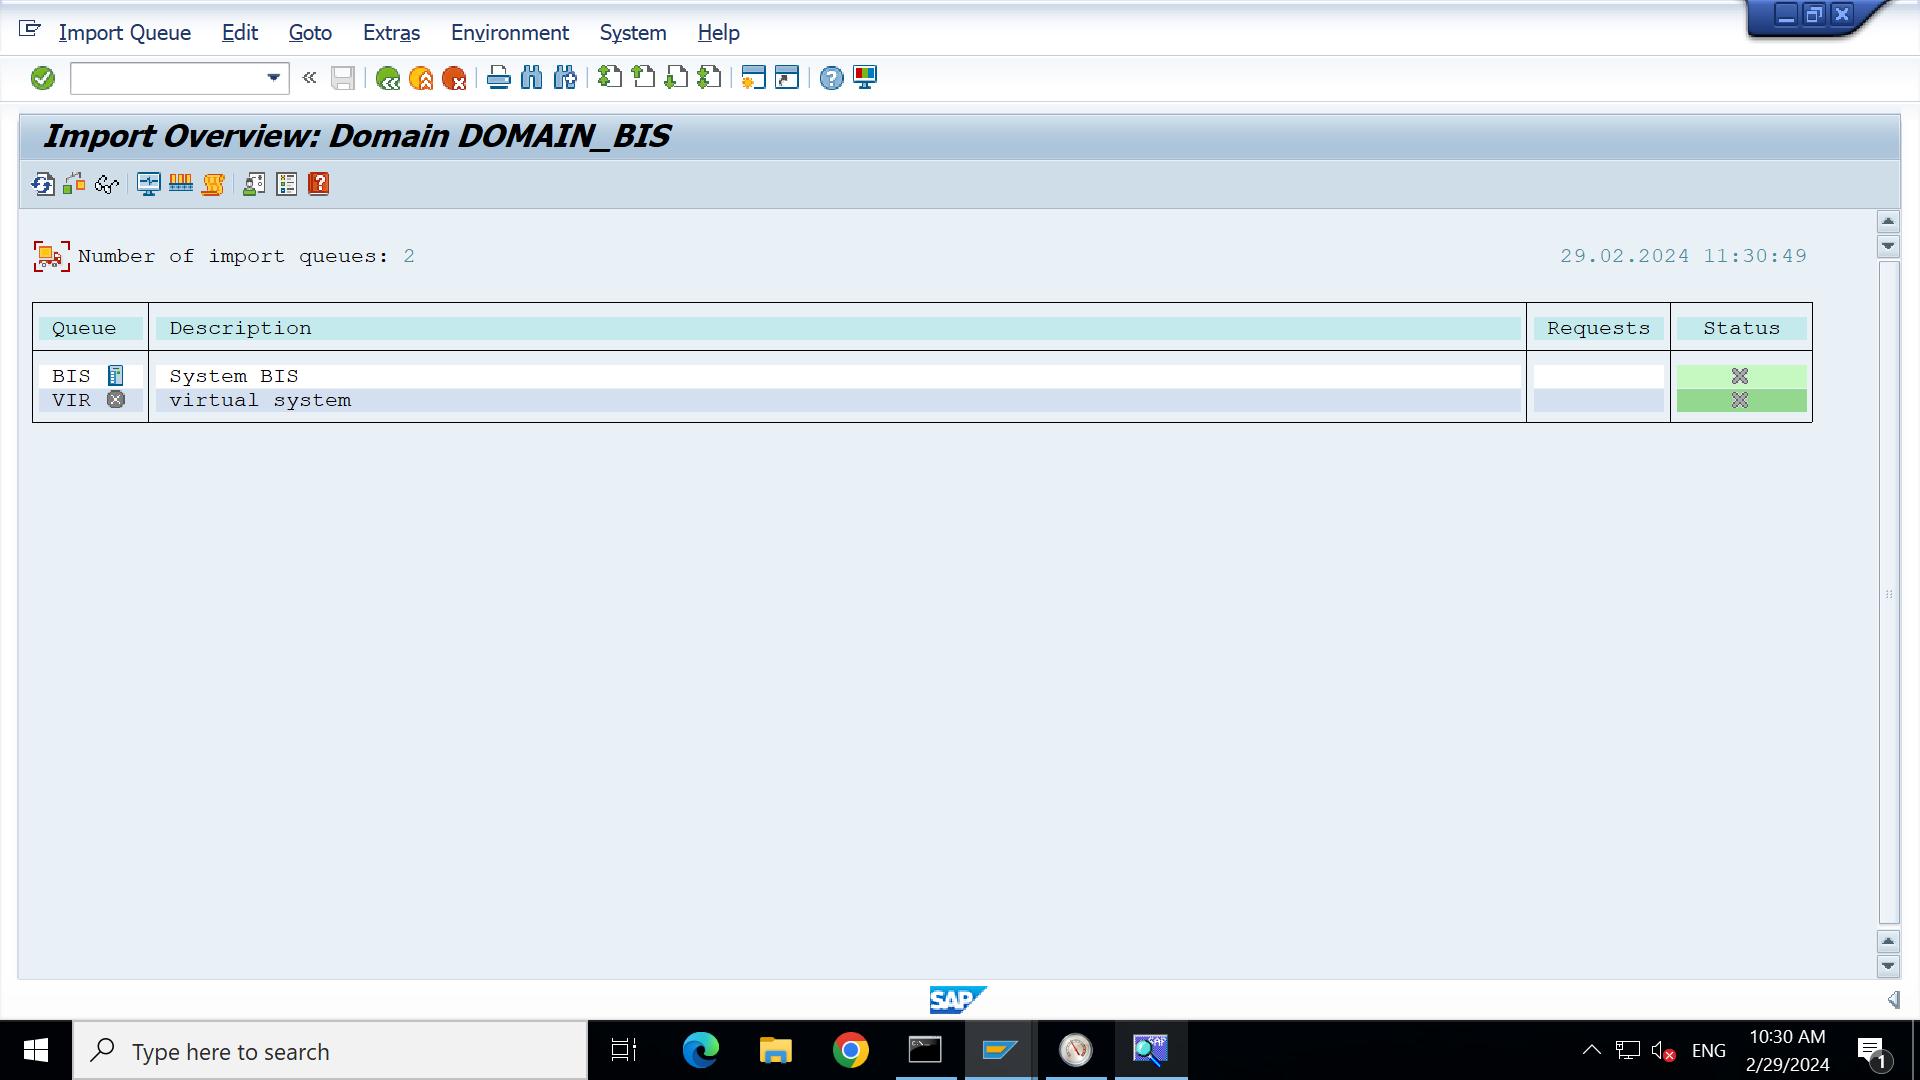 Import Queue Edit Goto Extras Environment System Help
Import Overview: Domain DOMAIN_BIS
Number of import queues: 2 29.02.2024 11:30:49
Queue Description Requests Status
BIS System BIS
VIR virtual system
SAP
Type here to search
ENG
10:30 AM
2/29/2024
1